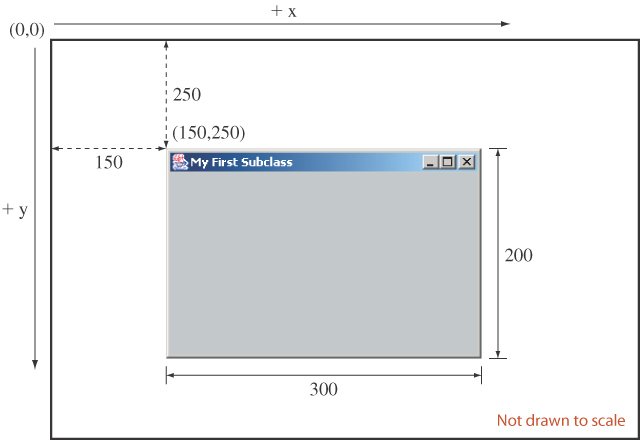 + x
(0,0)
250
(150,250)
150
My First Subclass
+ y
200
300
Not drawn to scale